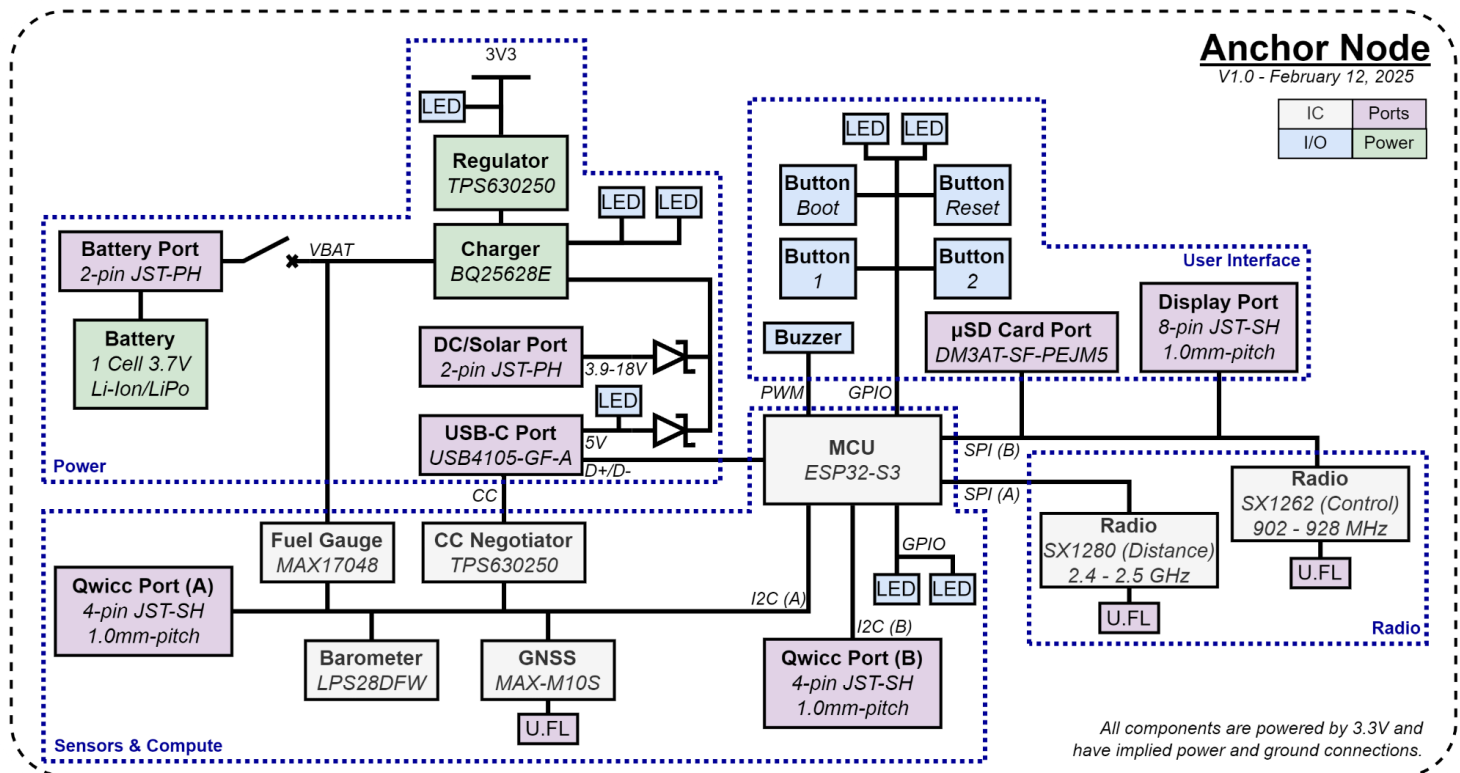 Anchor Node
V1.0 - February 12, 2025
IC
Ports
I/O
Power
3V3
LED
Regulator
TPS630250
LED
LED
Battery Port
2-pin JST-PH
VBAT
Charger
BQ25628E
Battery
1 Cell 3.7V
Li-Ion/LiPo
DC/Solar Port
2-pin JST-PH
3.9-18V
LED
USB-C Port
USB4105-GF-A
5V
D+/D-
CC
Power
LED
LED
Button
Boot
Button
Reset
Button
1
Button
2
User Interface
Buzzer
µSD Card Port
DM3AT-SF-PEJM5
Display Port
8-pin JST-SH
1.0mm-pitch
PWM
GPIO
MCU
ESP32-S3
SPI (B)
SPI (A)
Radio
SX1262 (Control)
902 - 928 MHz
U.FL
Radio
SX1280 (Distance)
2.4 - 2.5 GHz
U.FL
Radio
Fuel Gauge
MAX17048
CC Negotiator
TPS630250
GPIO
LED
LED
Qwicc Port (A)
4-pin JST-SH
1.0mm-pitch
I2C (A)
I2C (B)
Barometer
LPS28DFW
GNSS
MAX-M10S
U.FL
Qwicc Port (B)
4-pin JST-SH
1.0mm-pitch
Sensors & Compute
All components are powered by 3.3V and
have implied power and ground connections.